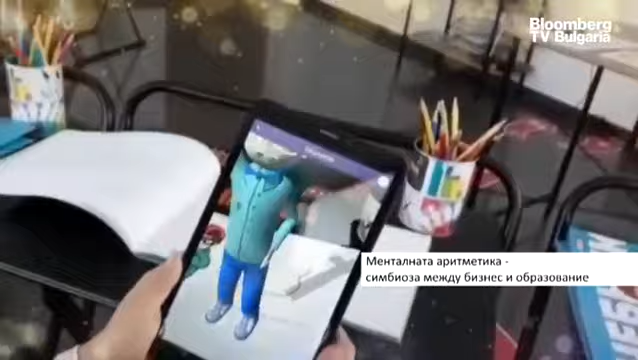 Bloomberg
TV Bulgaria
Менталната аритметика -
симбиоза между бизнес и образование